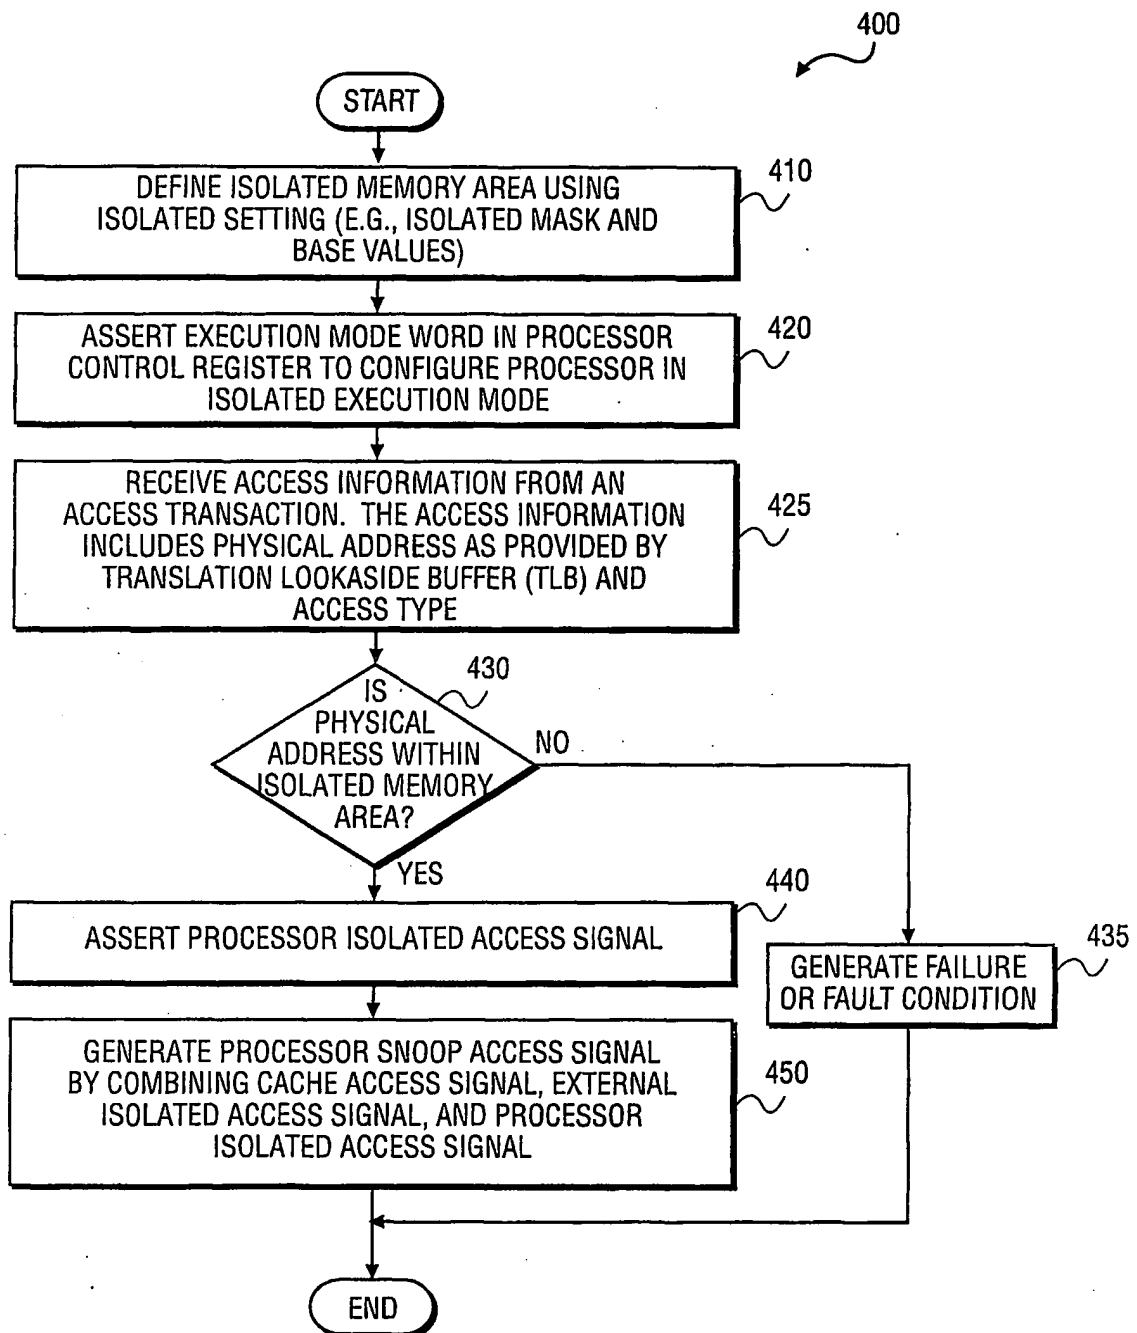 400
START
410
DEFINE ISOLATED MEMORY AREA USING
ISOLATED SETTING (E.G., ISOLATED MASK AND
BASE VALUES)
420
ASSERT EXECUTION MODE WORD IN PROCESSOR
CONTROL REGISTER TO CONFIGURE PROCESSOR IN
ISOLATED EXECUTION MODE
425
RECEIVE ACCESS INFORMATION FROM AN
ACCESS TRANSACTION. THE ACCESS INFORMATION
INCLUDES PHYSICAL ADDRESS AS PROVIDED BY
TRANSLATION LOOKASIDE BUFFER (TLB) AND
ACCESS TYPE
430
IS
PHYSICAL
ADDRESS WITHIN
ISOLATED MEMORY
AREA?
NO
YES
440
ASSERT PROCESSOR ISOLATED ACCESS SIGNAL
435
GENERATE FAILURE
OR FAULT CONDITION
450
GENERATE PROCESSOR SNOOP ACCESS SIGNAL
BY COMBINING CACHE ACCESS SIGNAL, EXTERNAL
ISOLATED ACCESS SIGNAL, AND PROCESSOR
ISOLATED ACCESS SIGNAL
END